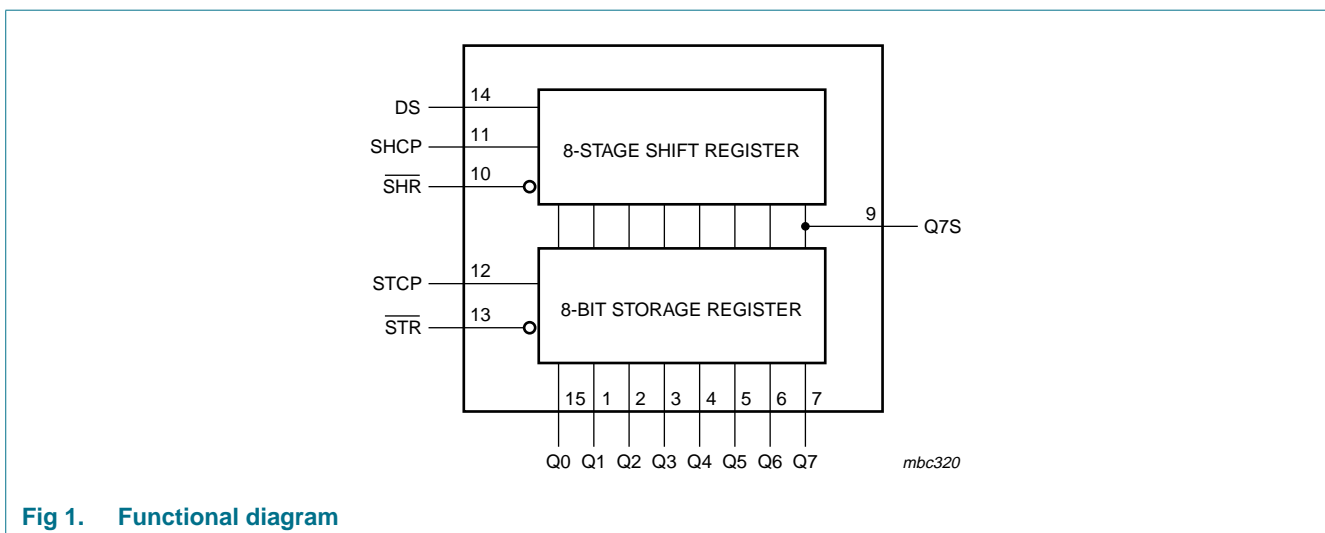 DS
14
SHCP
11
8-STAGE SHIFT REGISTER
S̅H̅R̅
10
9
Q7S
STCP
12
8-BIT STORAGE REGISTER
S̅T̅R̅
13
15 1 2 3 4 5 6 7
Q0 Q1 Q2 Q3 Q4 Q5 Q6 Q7
mbc320
Fig 1. Functional diagram